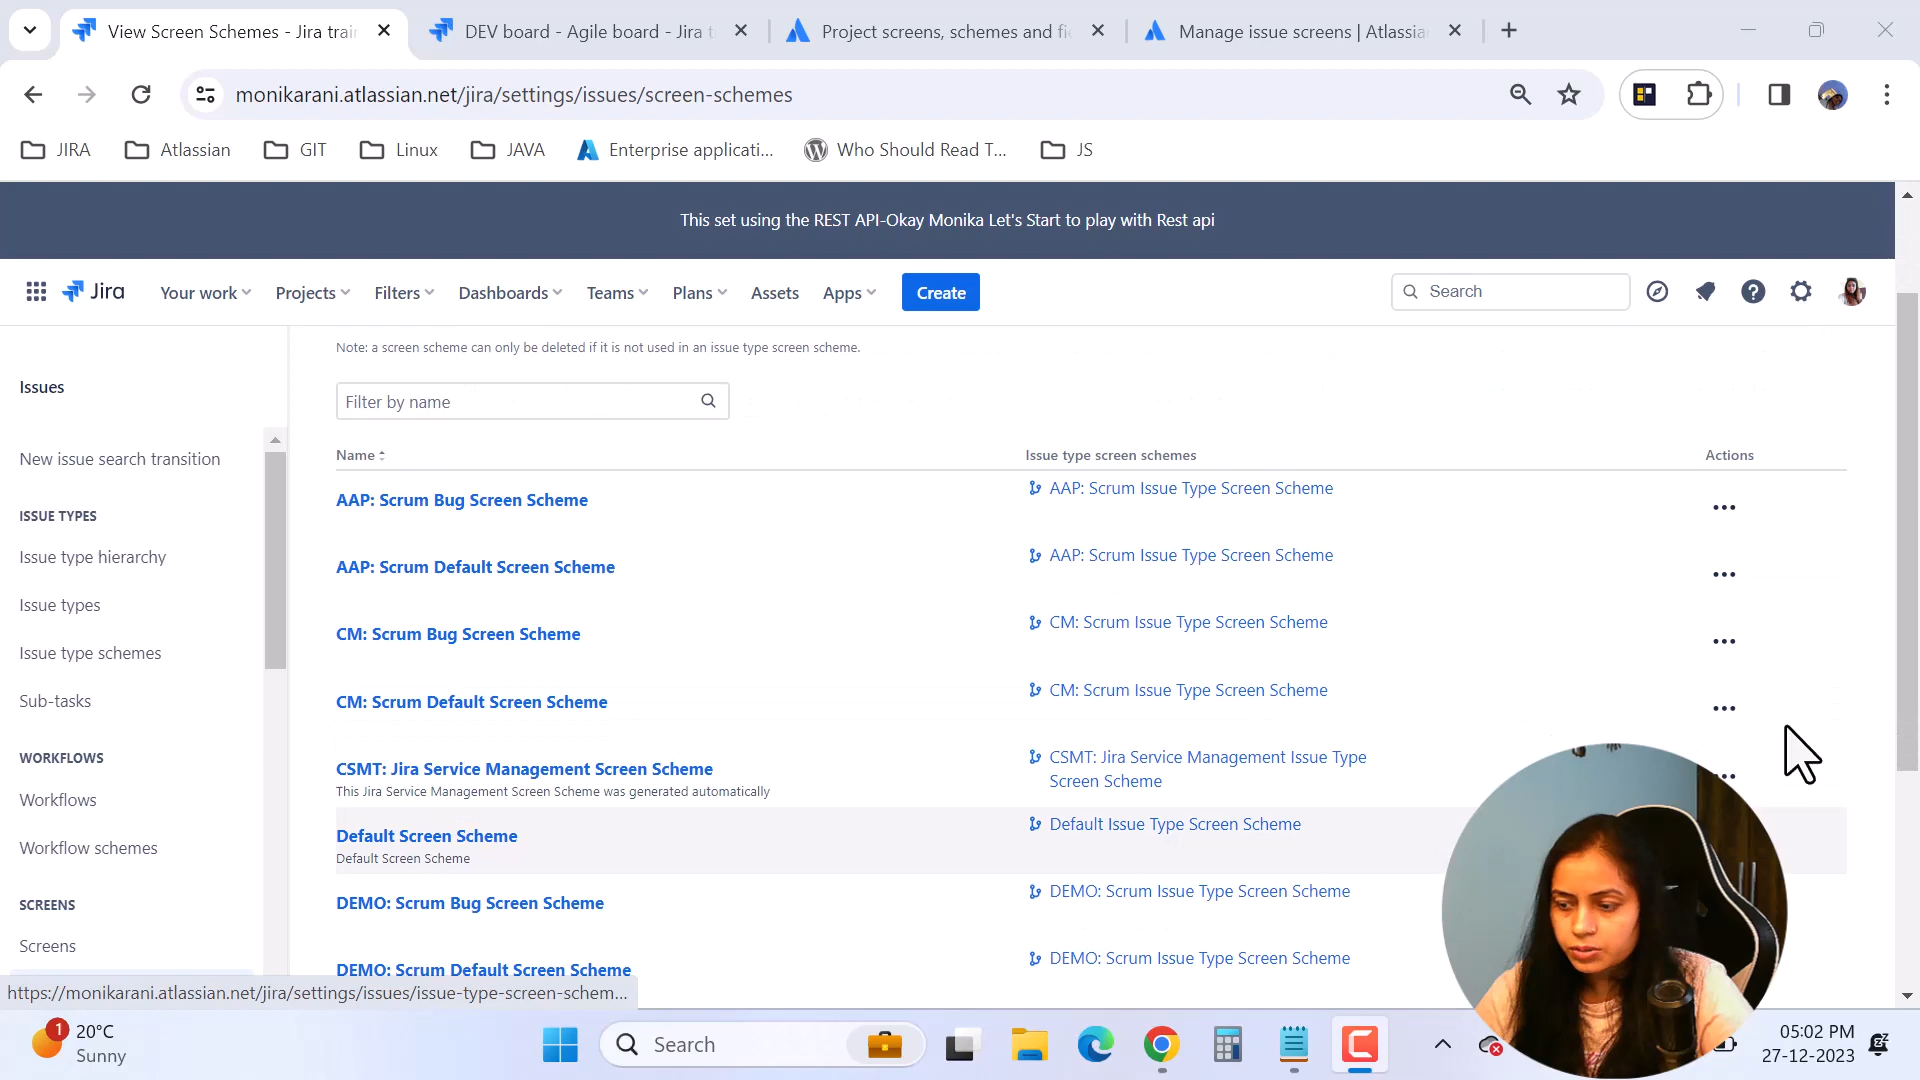 View Screen Schemes - Jira trai
DEV board - Agile board - Jira t
Project screens, schemes and fi
Manage issue screens | Atlassia
monikarani.atlassian.net/jira/settings/issues/screen-schemes
JIRA
Atlassian
GIT
Linux
JAVA
Enterprise applicati...
Who Should Read T...
JS
This set using the REST API-Okay Monika Let's Start to play with Rest api
Jira
Your work
Projects
Filters
Dashboards
Teams
Plans
Assets
Apps
Create
Search
Note: a screen scheme can only be deleted if it is not used in an issue type screen scheme.
Issues
Filter by name
New issue search transition
Name
Issue type screen schemes
Actions
AAP: Scrum Bug Screen Scheme
AAP: Scrum Issue Type Screen Scheme
ISSUE TYPES
Issue type hierarchy
AAP: Scrum Default Screen Scheme
AAP: Scrum Issue Type Screen Scheme
Issue types
CM: Scrum Bug Screen Scheme
CM: Scrum Issue Type Screen Scheme
Issue type schemes
Sub-tasks
CM: Scrum Default Screen Scheme
CM: Scrum Issue Type Screen Scheme
WORKFLOWS
CSMT: Jira Service Management Screen Scheme
This Jira Service Management Screen Scheme was generated automatically
CSMT: Jira Service Management Issue Type
Screen Scheme
Workflows
Workflow schemes
Default Screen Scheme
Default Screen Scheme
Default Issue Type Screen Scheme
SCREENS
DEMO: Scrum Bug Screen Scheme
DEMO: Scrum Issue Type Screen Scheme
Screens
DEMO: Scrum Default Screen Scheme
DEMO: Scrum Issue Type Screen Scheme
https://monikarani.atlassian.net/jira/settings/issues/issue-type-screen-schem...
1
20°C
Sunny
Search
05:02 PM
27-12-2023